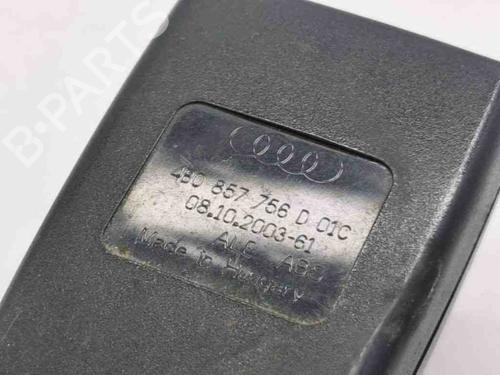 B-PARTS
4B0 857 756 D 01C
08.10.2003-61
Made in Hungary